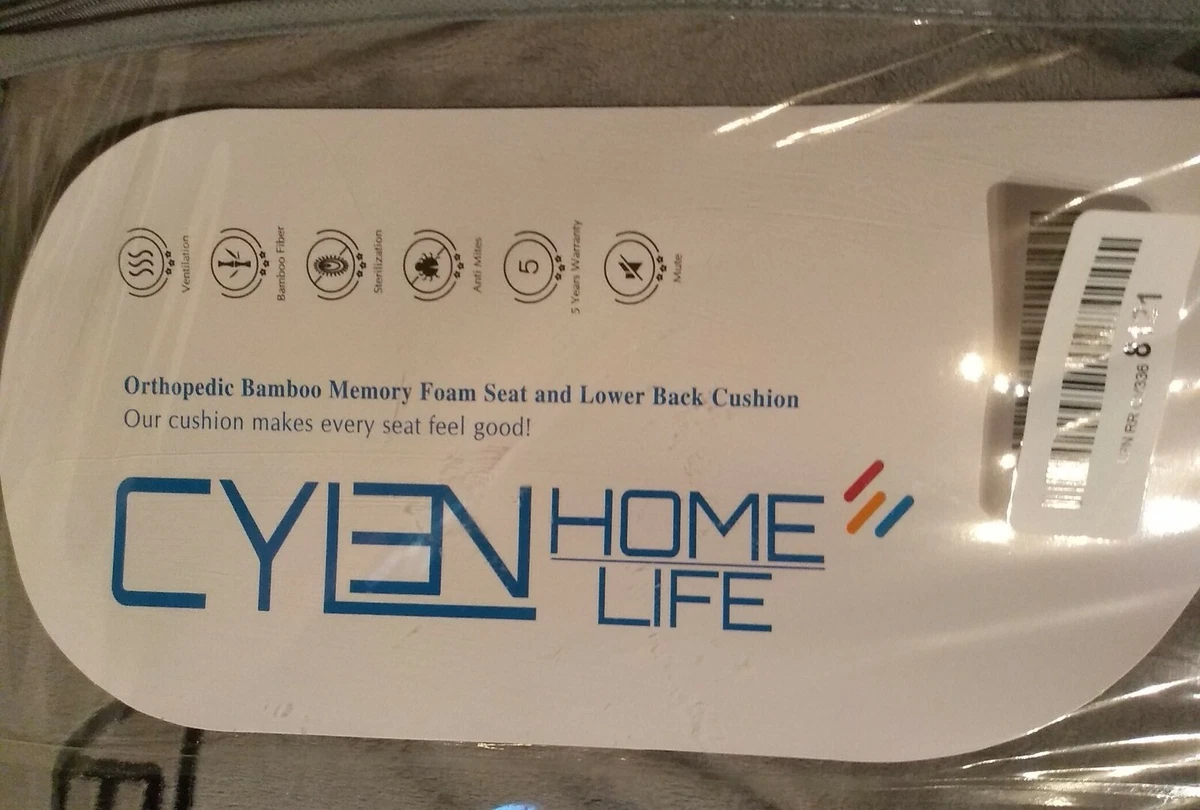 Ventilation
Bamboo Fiber
Sterilization
Anti Mites
5
5 Years Warranty
Mute
Orthopedic Bamboo Memory Foam Seat and Lower Back Cushion
Our cushion makes every seat feel good!
CYLEN HOME
LIFE